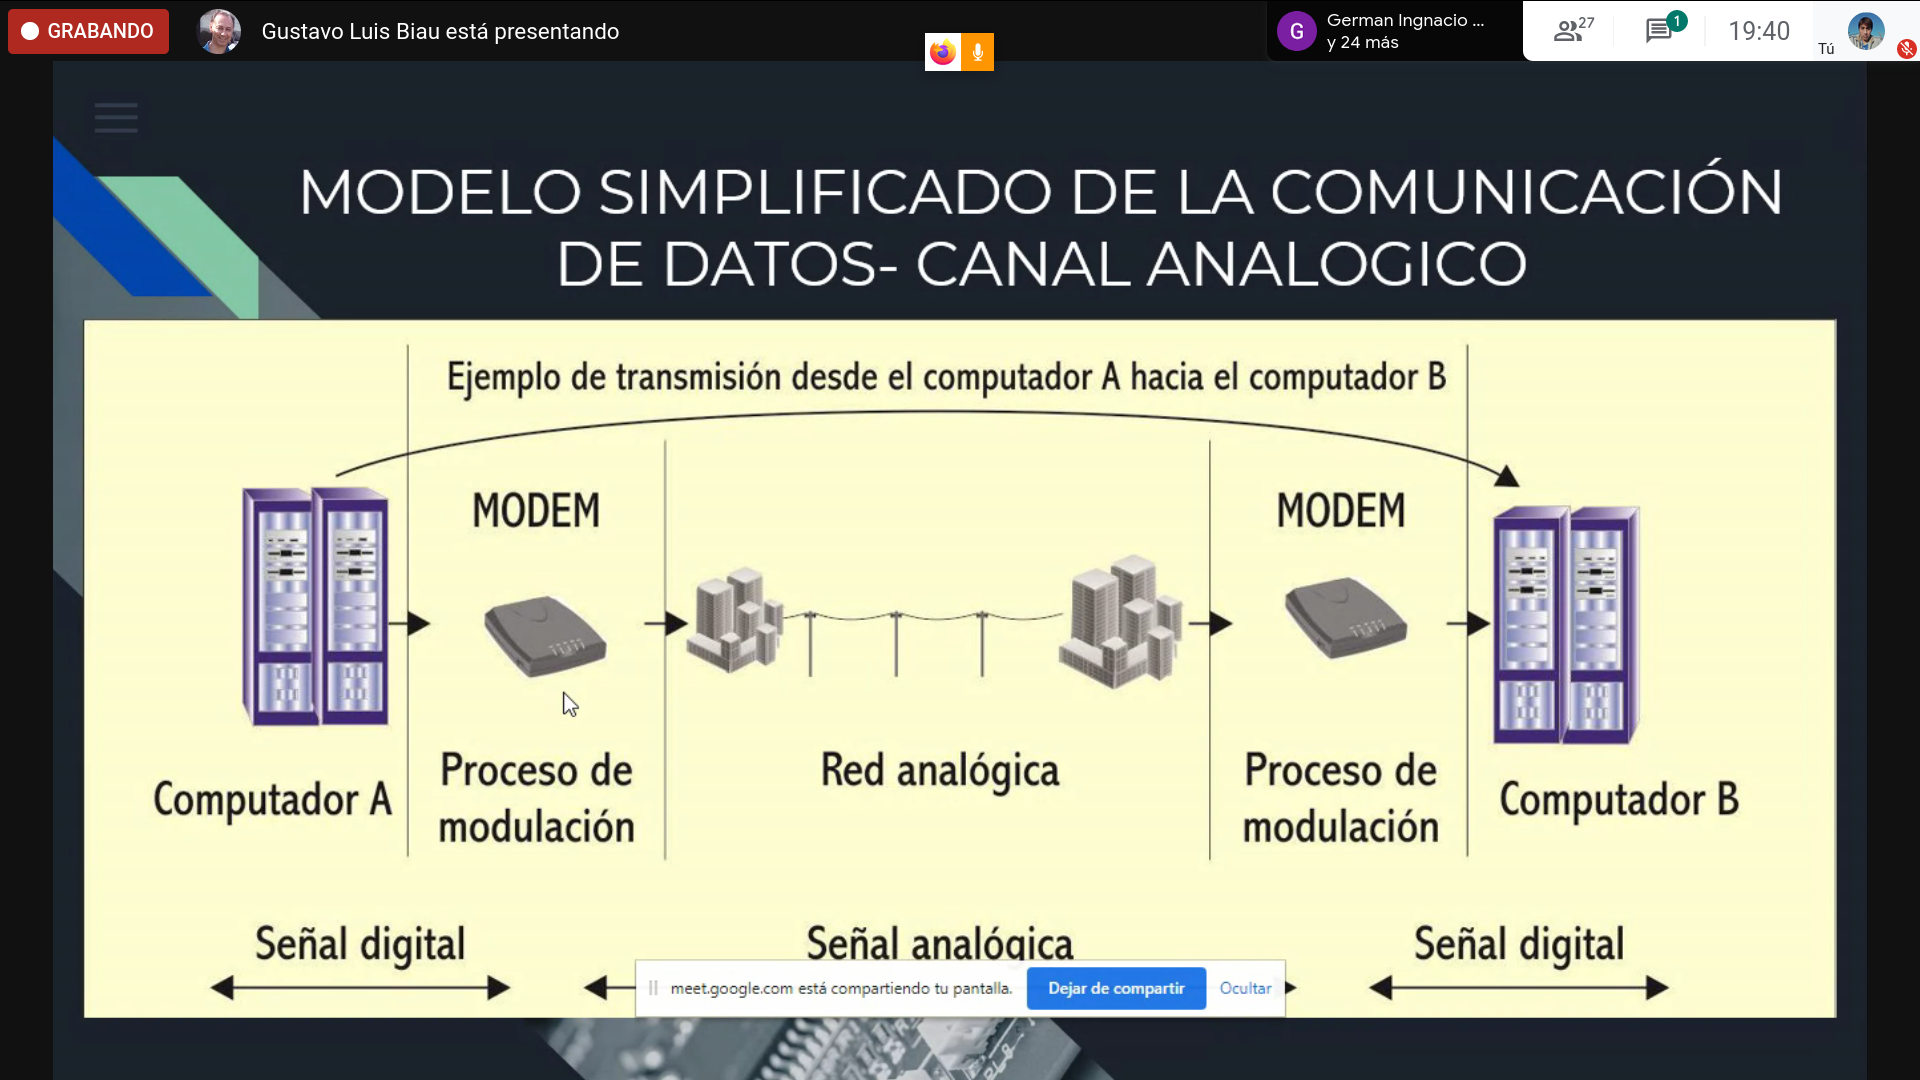 GRABANDO
Gustavo Luis Biau está presentando
G
German Ingnacio ...
y 24 más
27
1
19:40
Tú
MODELO SIMPLIFICADO DE LA COMUNICACIÓN
DE DATOS- CANAL ANALOGICO
Ejemplo de transmisión desde el computador A hacia el computador B
MODEM
MODEM
Computador A
Proceso de
modulación
Red analógica
Proceso de
modulación
Computador B
Señal digital
Señal analógica
Señal digital
meet.google.com está compartiendo tu pantalla.
Dejar de compartir
Ocultar